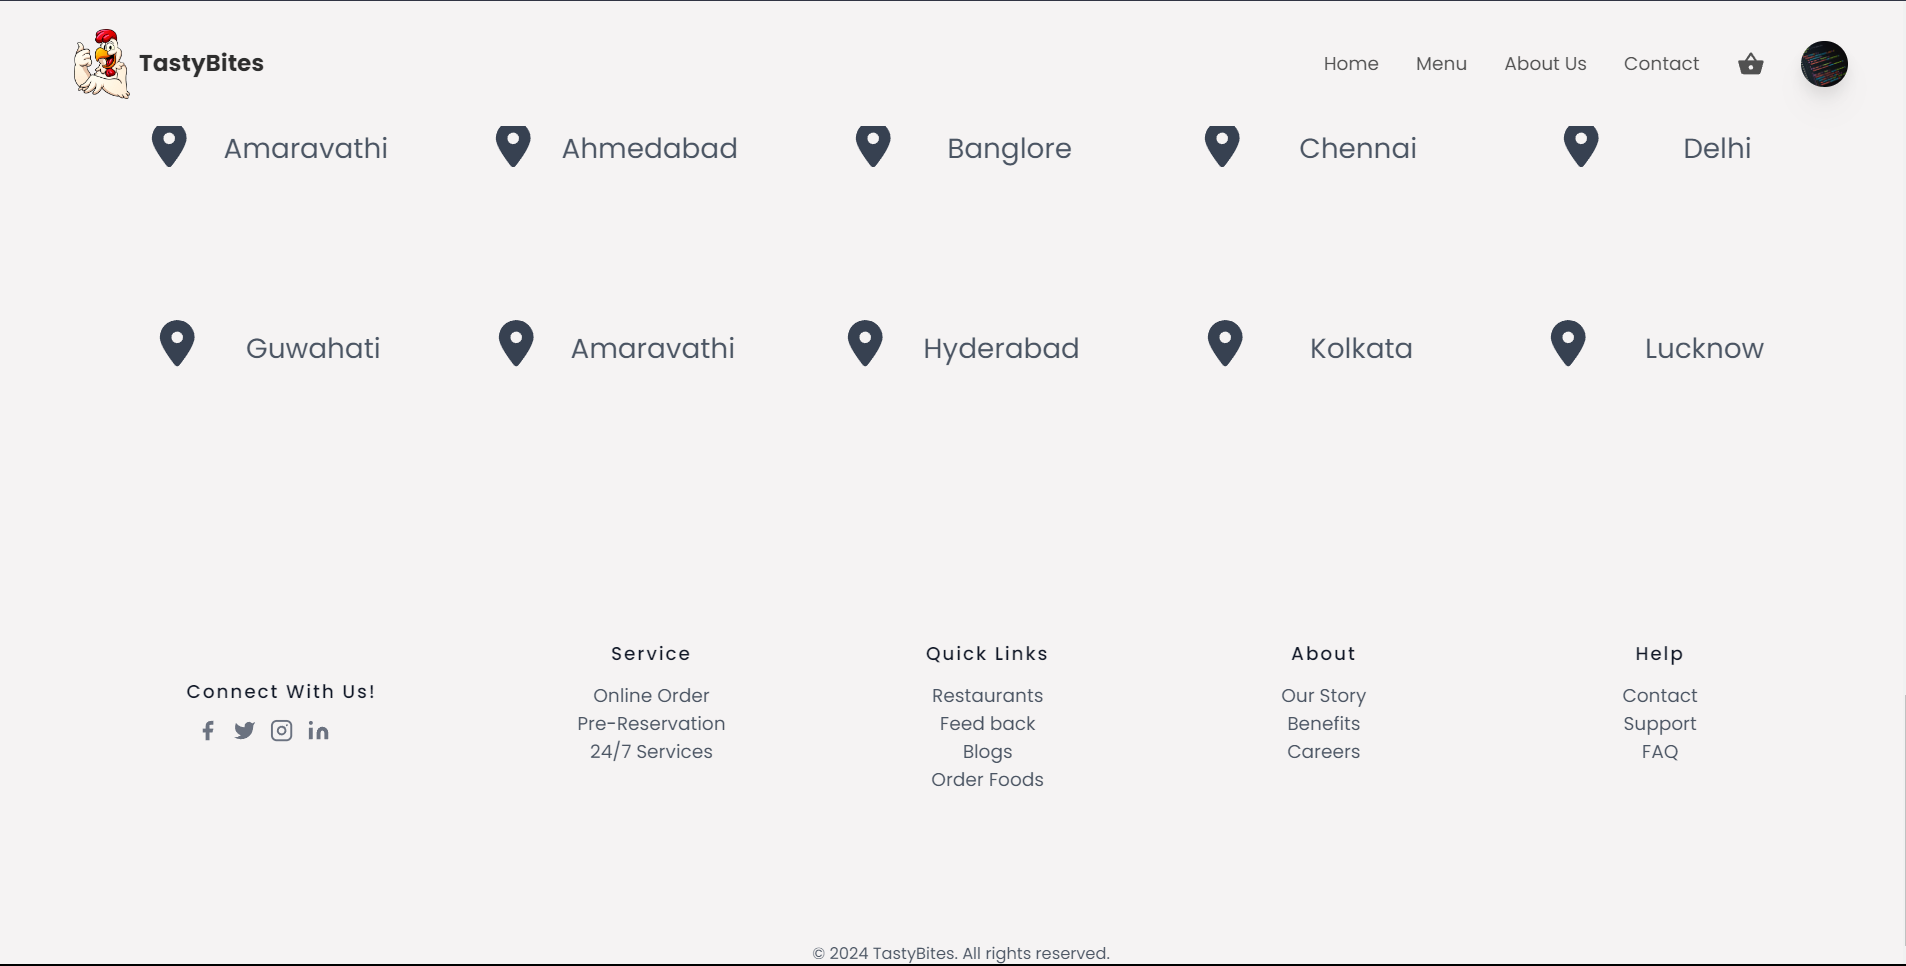 TastyBites
Home Menu About Us Contact
Amaravathi Ahmedabad Banglore Chennai Delhi
Guwahati Amaravathi Hyderabad Kolkata Lucknow
Connect With Us!
Service
Online Order
Pre-Reservation
24/7 Services
Quick Links
Restaurants
Feed back
Blogs
Order Foods
About
Our Story
Benefits
Careers
Help
Contact
Support
FAQ
© 2024 TastyBites. All rights reserved.